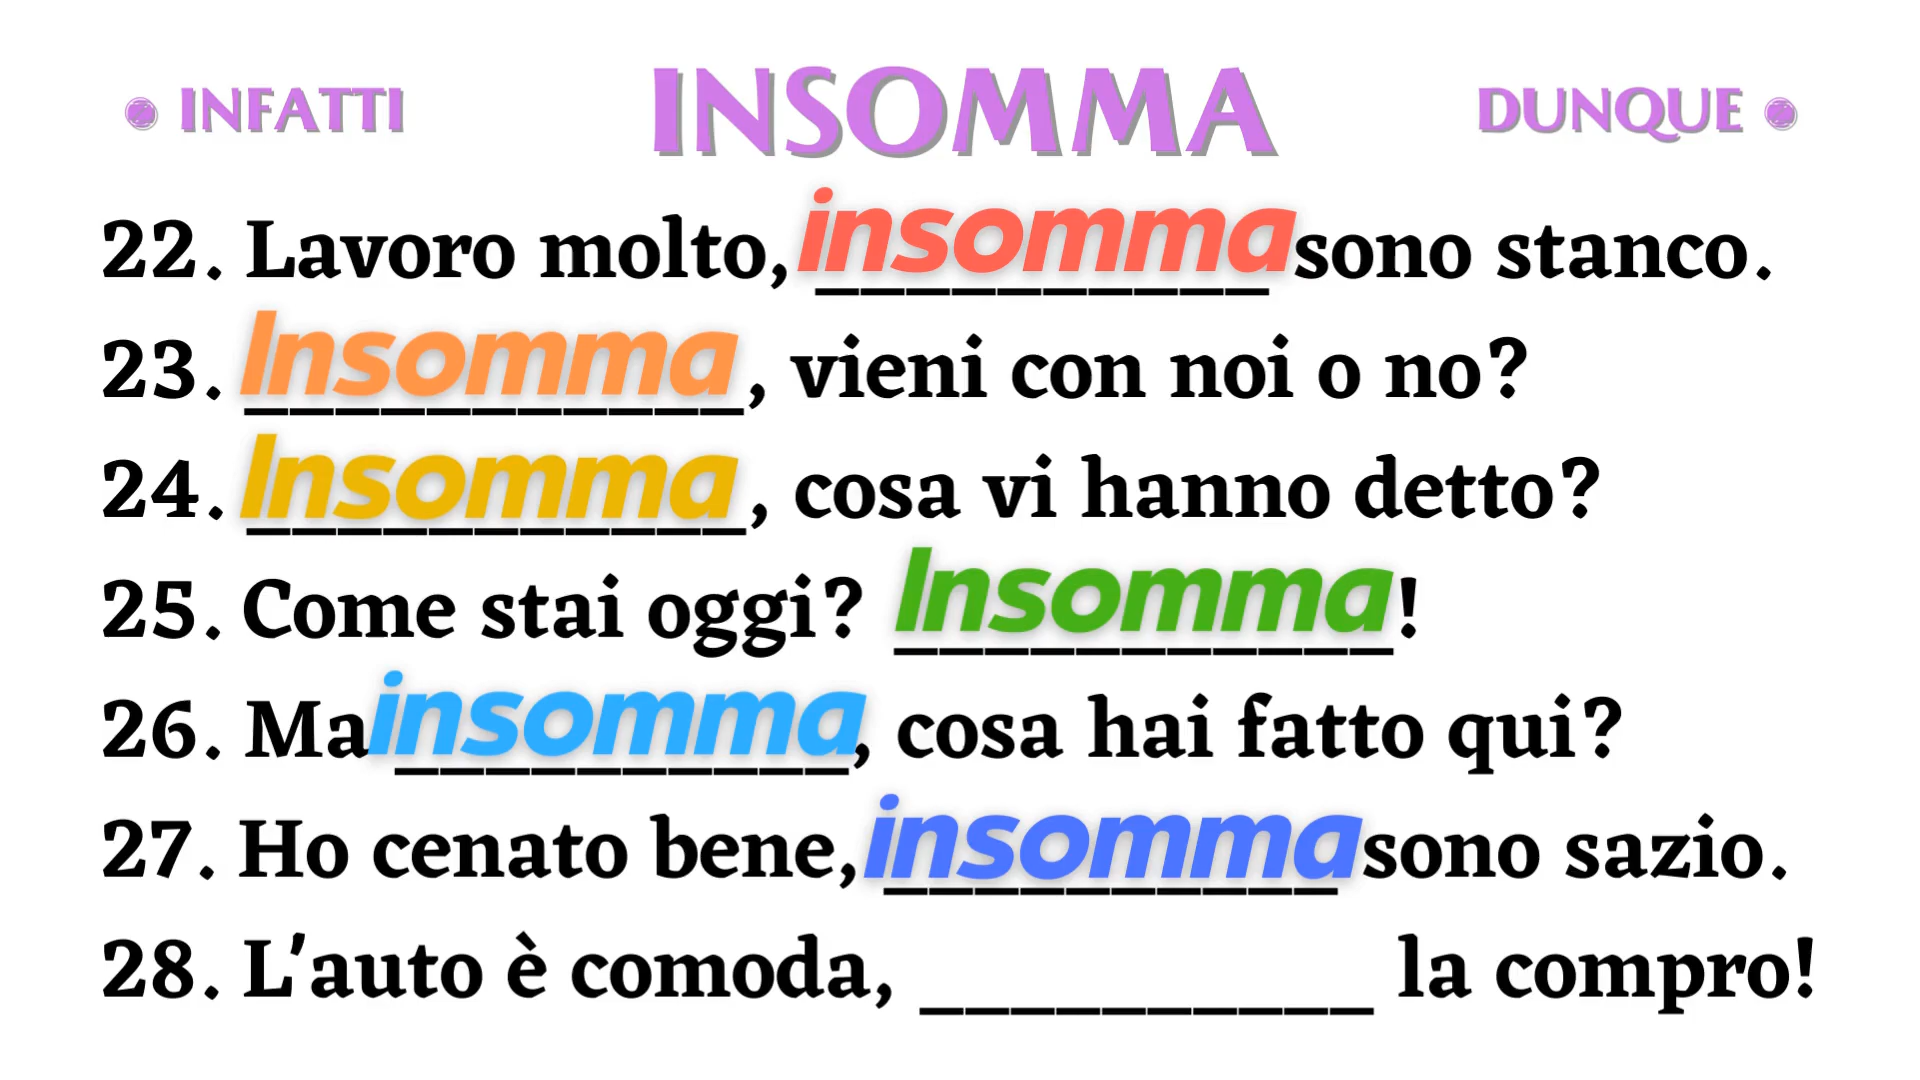 INFATTI INSOMMA DUNQUE
22. Lavoro molto, insomma sono stanco.
23. Insomma, vieni con noi o no?
24. Insomma, cosa vi hanno detto?
25. Come stai oggi? Insomma!
26. Ma insomma, cosa hai fatto qui?
27. Ho cenato bene, insomma sono sazio.
28. L'auto è comoda, __________ la compro!